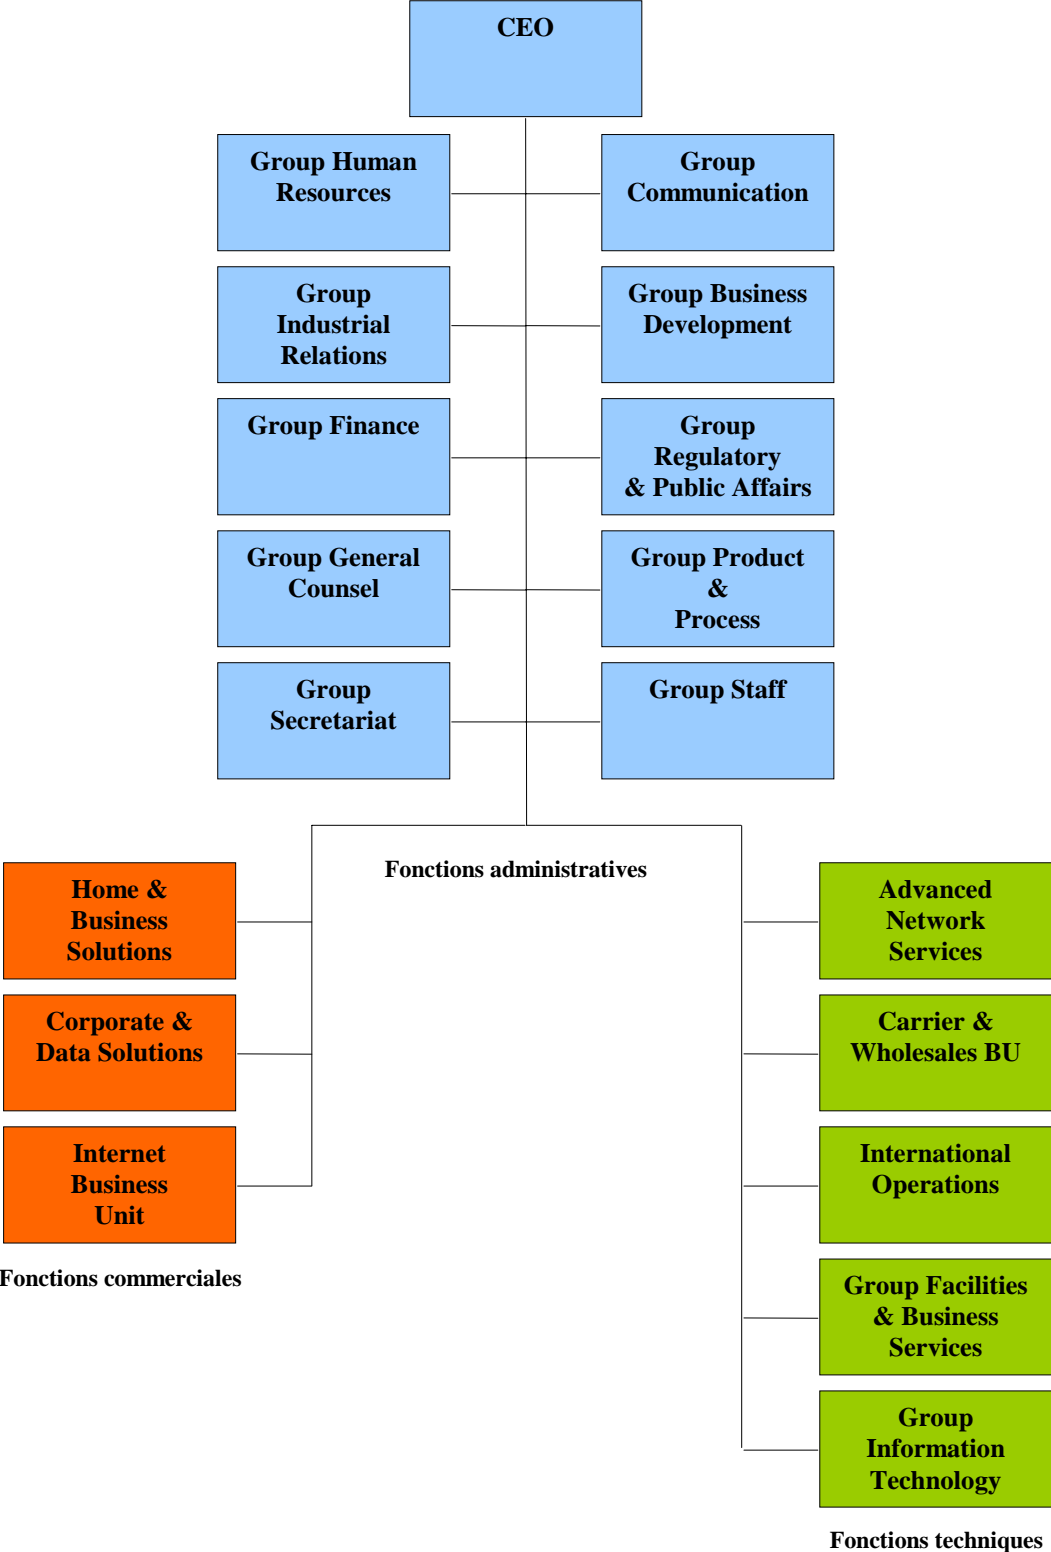 CEO
Group Human
Resources
Group
Communication
Group
Industrial
Relations
Group Business
Development
Group Finance
Group
Regulatory
& Public Affairs
Group General
Counsel
Group Product
&
Process
Group
Secretariat
Group Staff
Fonctions administratives
Home &
Business
Solutions
Advanced
Network
Services
Corporate &
Data Solutions
Carrier &
Wholesales BU
Internet
Business
Unit
International
Operations
Fonctions commerciales
Group Facilities
& Business
Services
Group
Information
Technology
Fonctions techniques